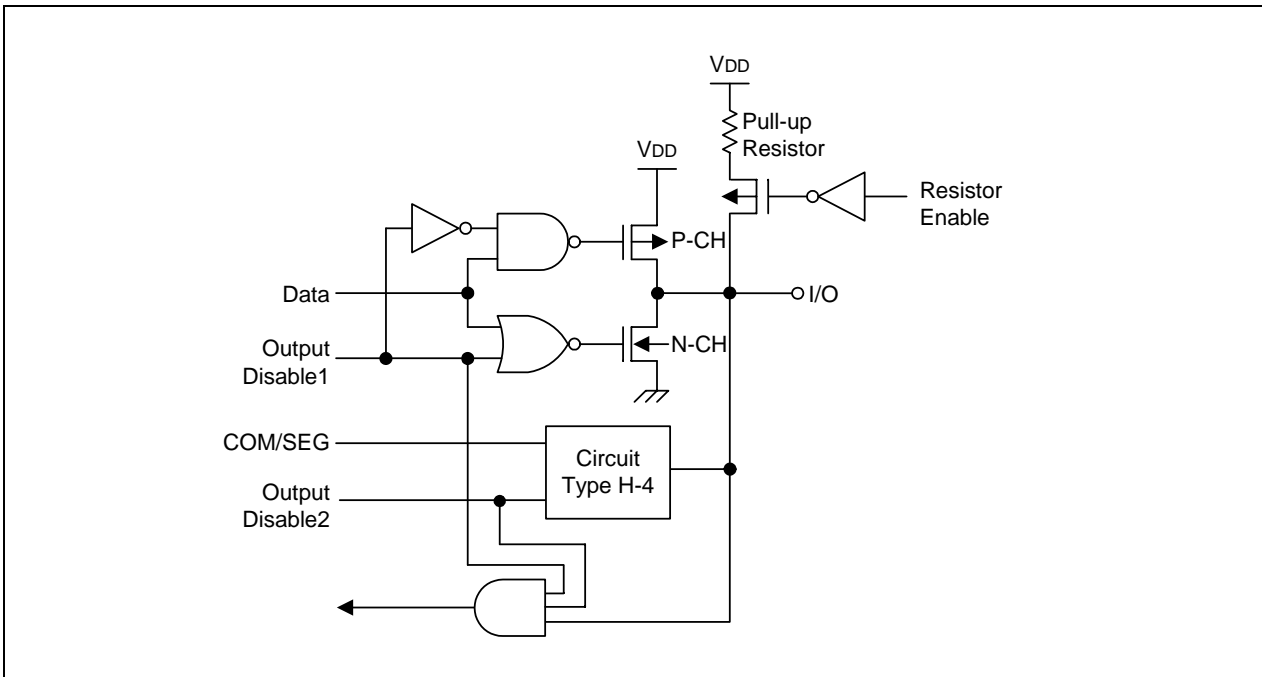 VDD
Pull-up
Resistor
VDD
Resistor
Enable
P-CH
Data
I/O
Output
Disable1
N-CH
COM/SEG
Circuit
Type H-4
Output
Disable2